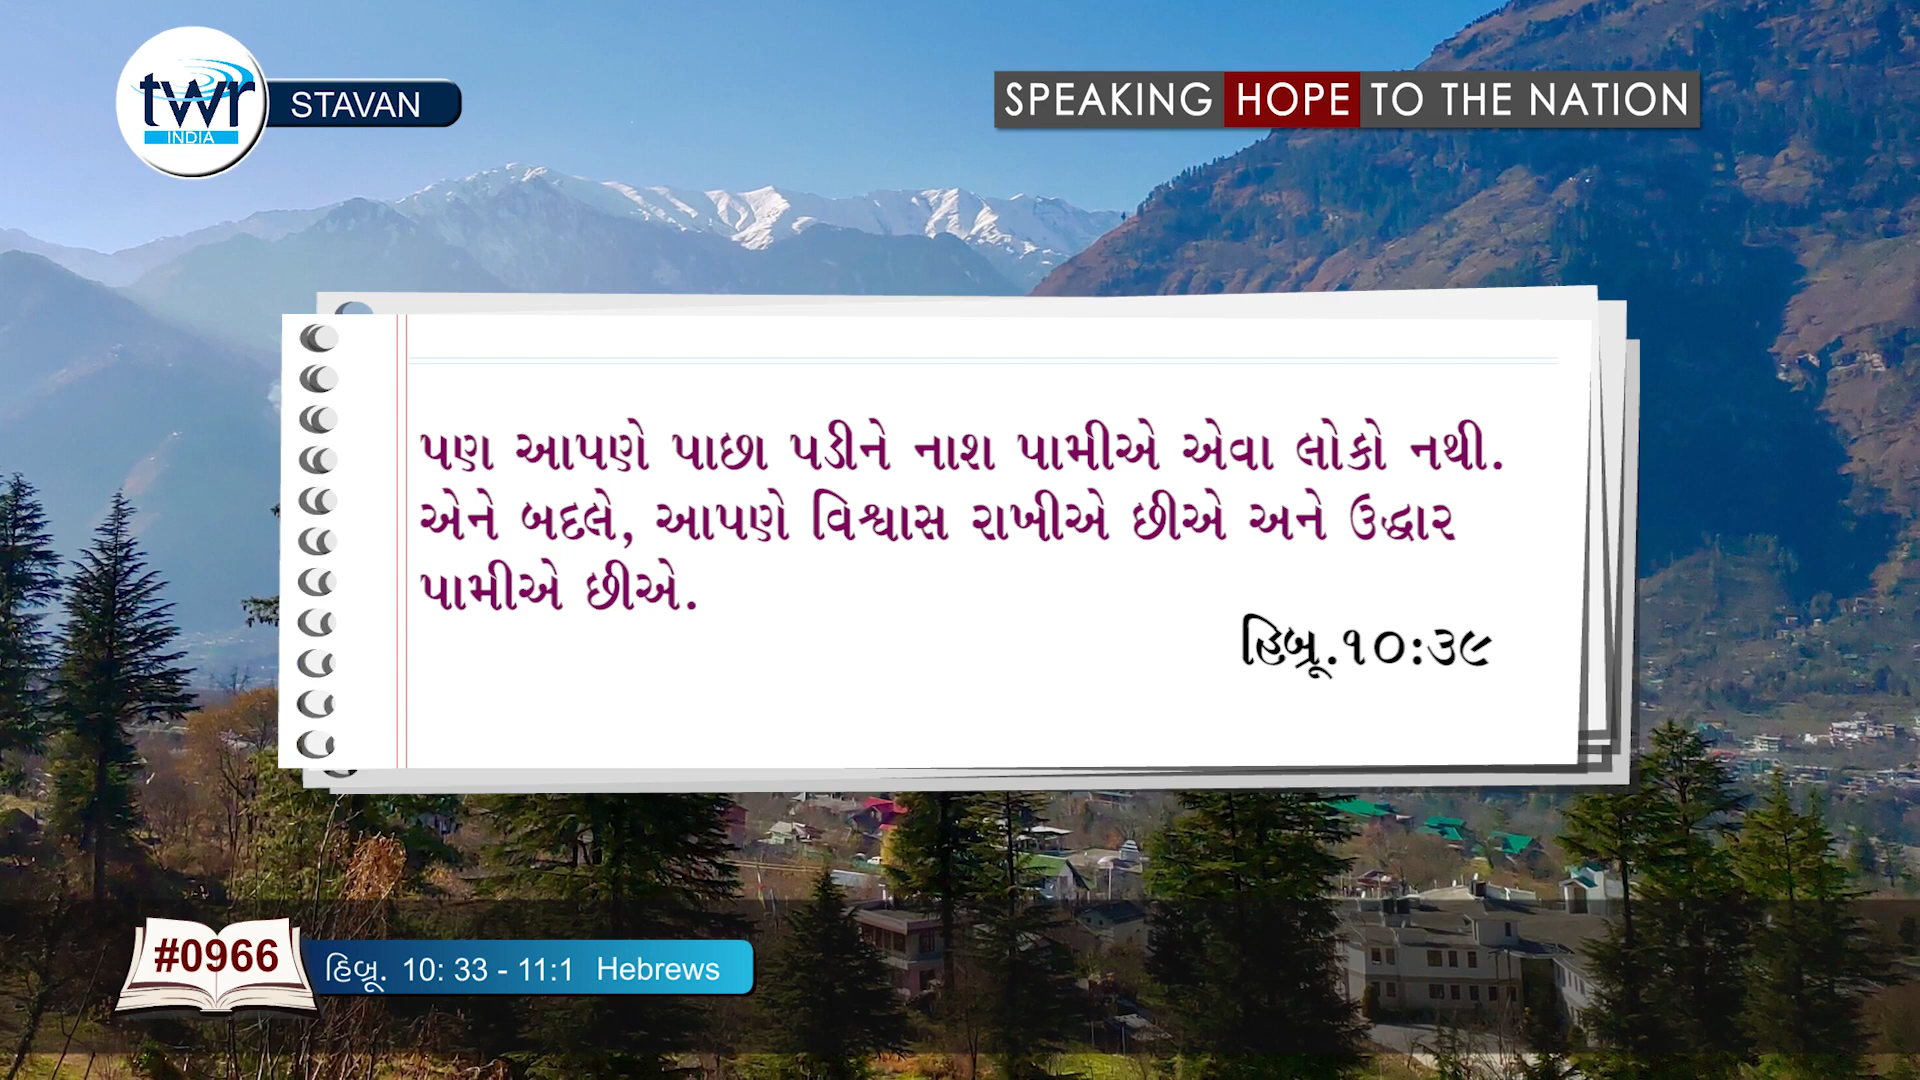 twr
INDIA
STAVAN
SPEAKING HOPE TO THE NATION
પણ આપણે પાછા પડીને નાશ પામીએ એવા લોકો નથી.
એને બદલે, આપણે વિશ્વાસ રાખીએ છીએ અને ઉદ્ધાર
પામીએ છીએ.
હિબ્રૂ.૧૦:૩૯
#0966
હિબ્રૂ. 10: 33 - 11:1 Hebrews